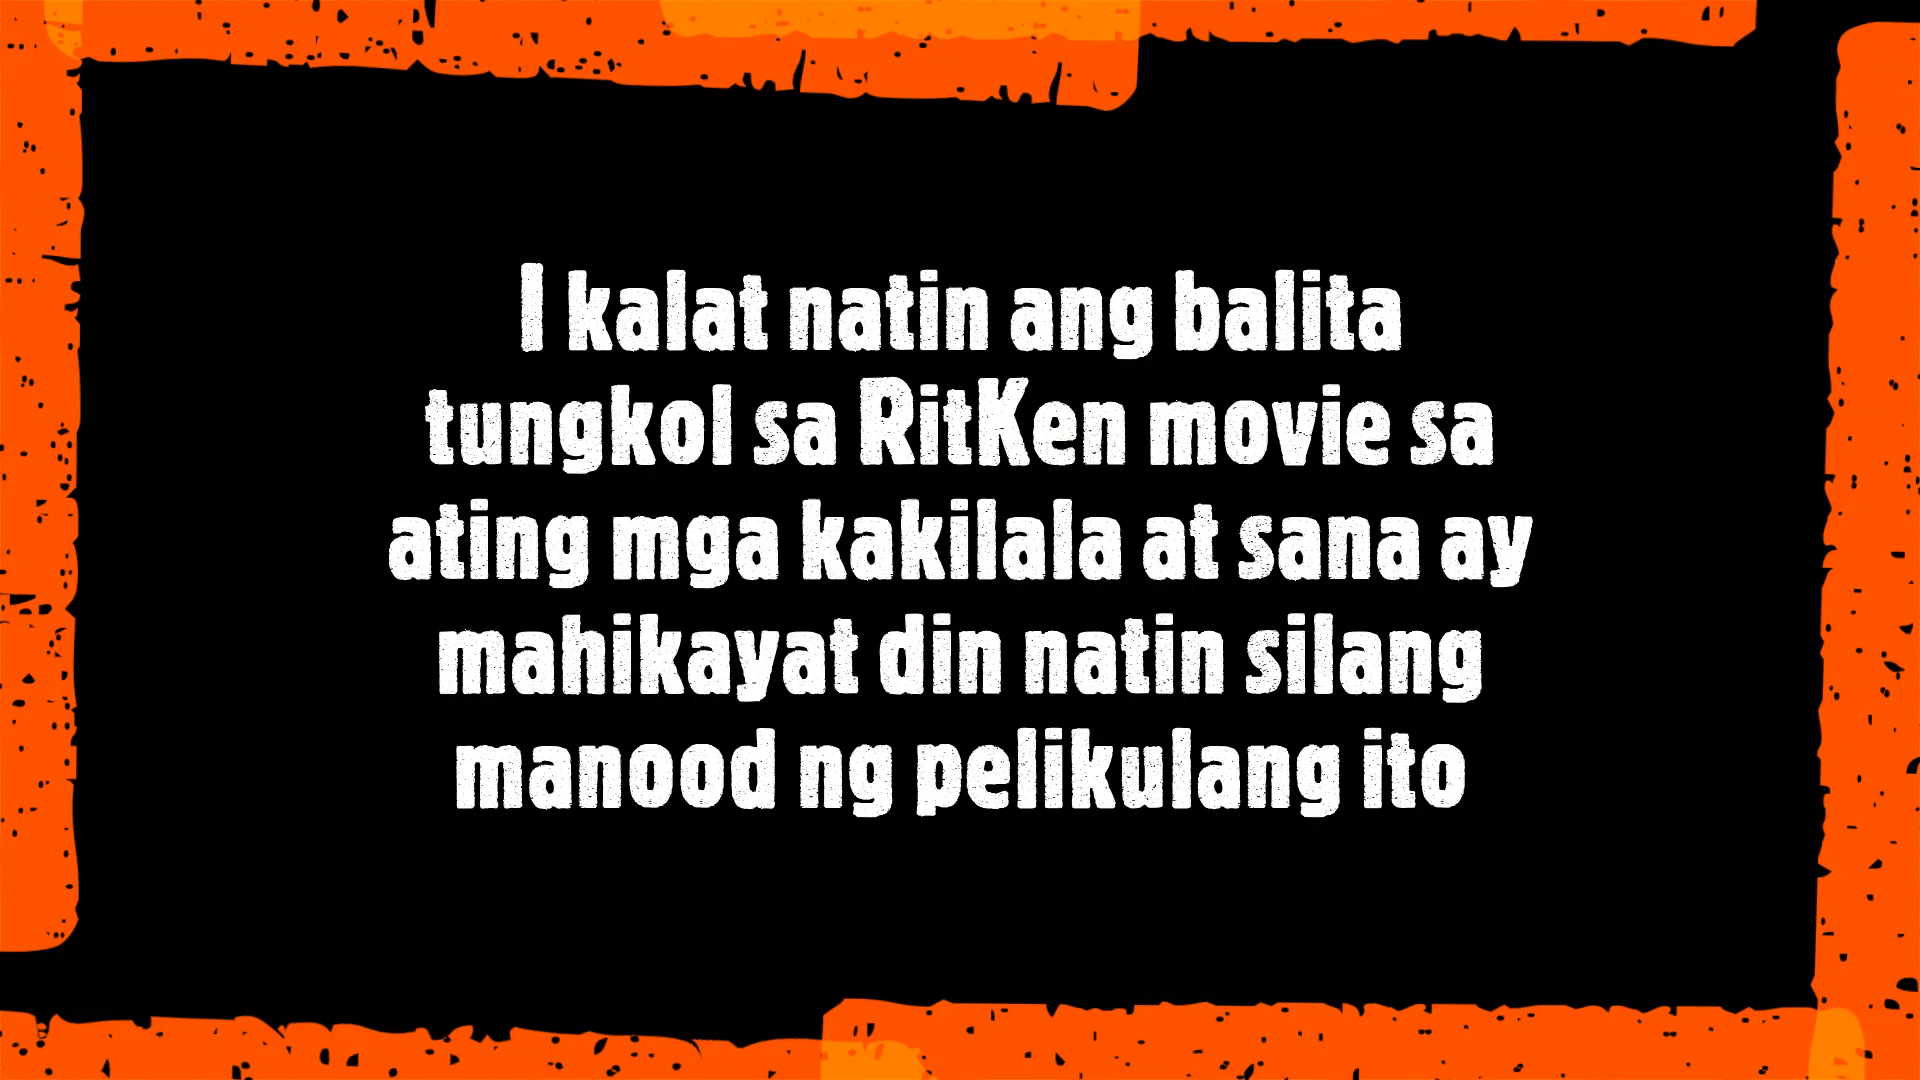 I kalat natin ang balita
tungkol sa RitKen movie sa
ating mga kakilala at sana ay
mahikayat din natin silang
manood ng pelikulang ito